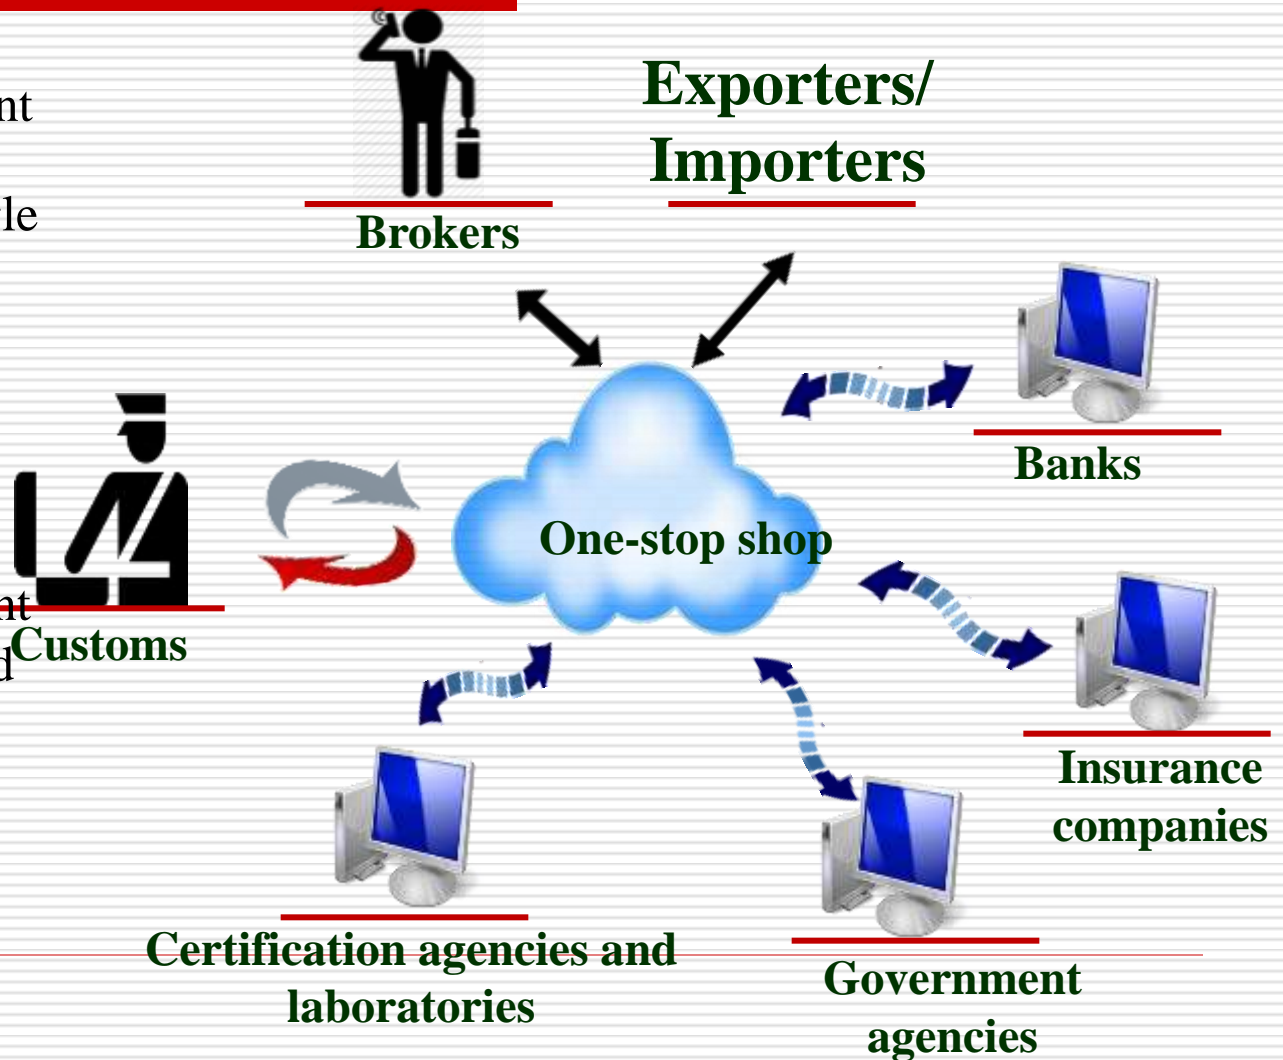 Exporters/
Importers
Brokers
Banks
One-stop shop
Customs
Insurance
companies
Certification agencies and
laboratories
Government
agencies